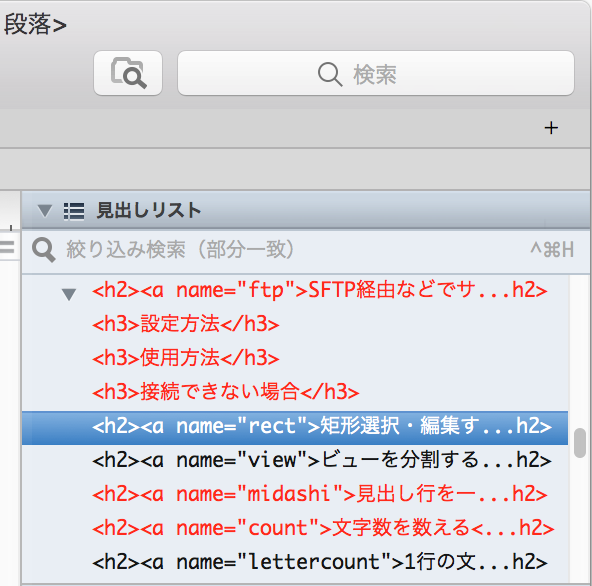 段落>
検索
+
見出しリスト
絞り込み検索（部分一致） ^⌘H
<h2><a name="ftp">SFTP経由などでサ...h2>
<h3>設定方法</h3>
<h3>使用方法</h3>
<h3>接続できない場合</h3>
<h2><a name="rect">矩形選択・編集す...h2>
<h2><a name="view">ビューを分割する...h2>
<h2><a name="midashi">見出し行を一...h2>
<h2><a name="count">文字数を数える<...h2>
<h2><a name="lettercount">1行の文...h2>